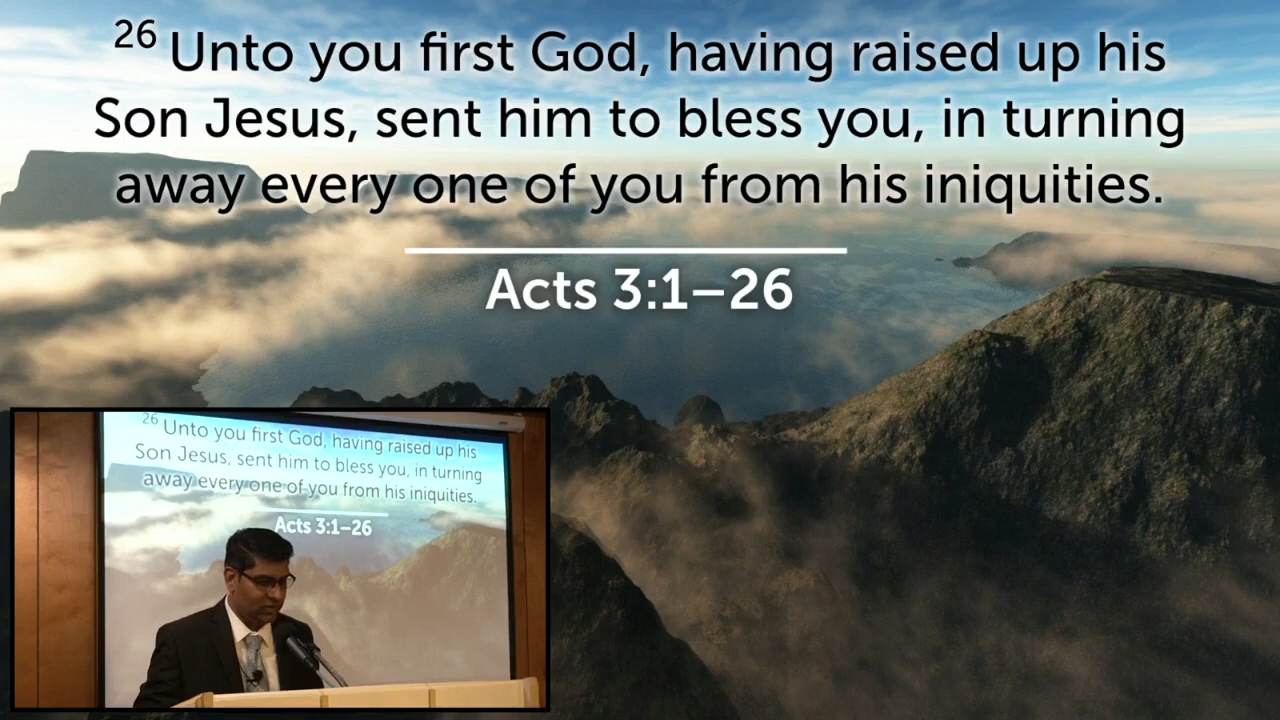 26 Unto you first God, having raised up his
Son Jesus, sent him to bless you, in turning
away every one of you from his iniquities.
Acts 3:1–26
26 Unto you first God, having raised up his
Son Jesus, sent him to bless you, in turning
away every one of you from his iniquities.
Acts 3:1–26